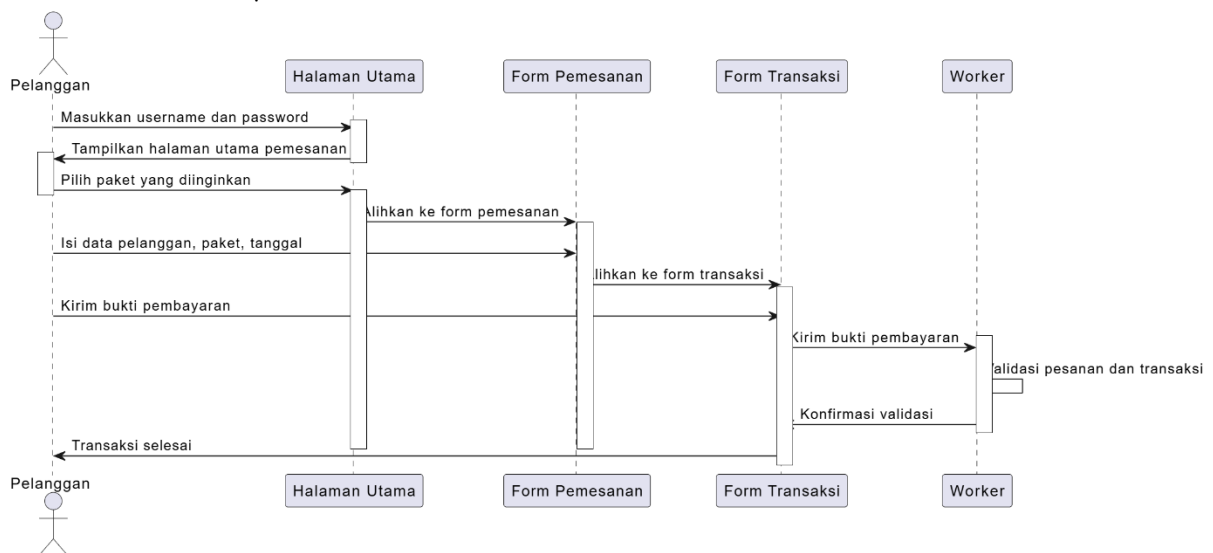 Pelanggan
Halaman Utama
Form Pemesanan
Form Transaksi
Worker
Masukkan username dan password
Tampilkan halaman utama pemesanan
Pilih paket yang diinginkan
Alihkan ke form pemesanan
Isi data pelanggan, paket, tanggal
Alihkan ke form transaksi
Kirim bukti pembayaran
Kirim bukti pembayaran
Validasi pesanan dan transaksi
Konfirmasi validasi
Transaksi selesai
Pelanggan
Halaman Utama
Form Pemesanan
Form Transaksi
Worker